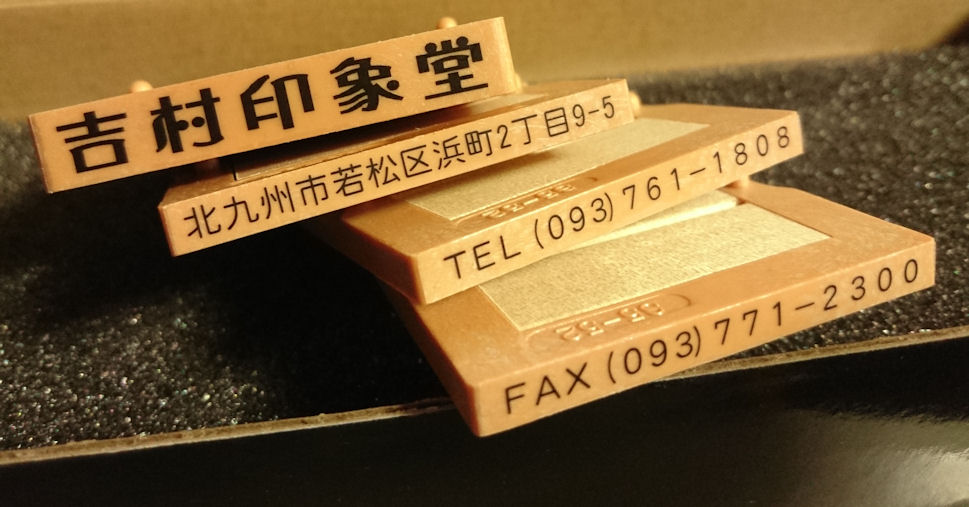 吉村印象堂
北九州市若松区浜町2丁目9-5
TEL (093)761-1808
FAX (093)771-2300